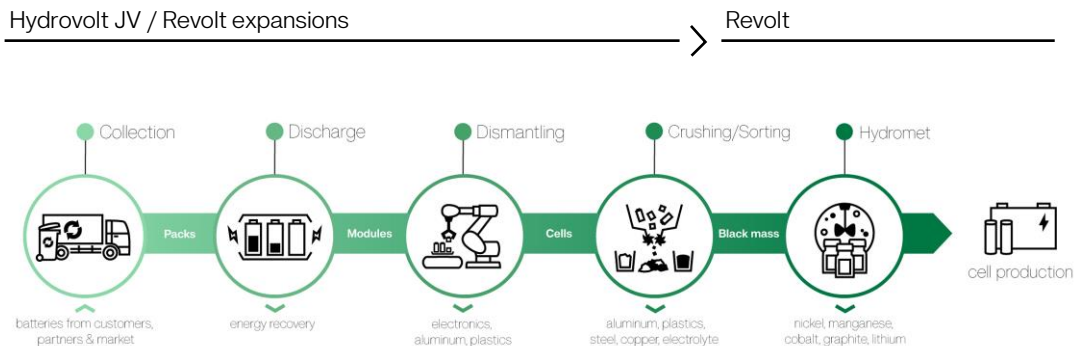 Hydrovolt JV / Revolt expansions
Revolt
Collection
Discharge
Dismantling
Crushing/Sorting
Hydromet
Packs
Modules
Cells
Black mass
cell production
batteries from customers,
partners & market
energy recovery
electronics,
aluminum, plastics
aluminum, plastics,
steel, copper, electrolyte
nickel, manganese,
cobalt, graphite, lithium